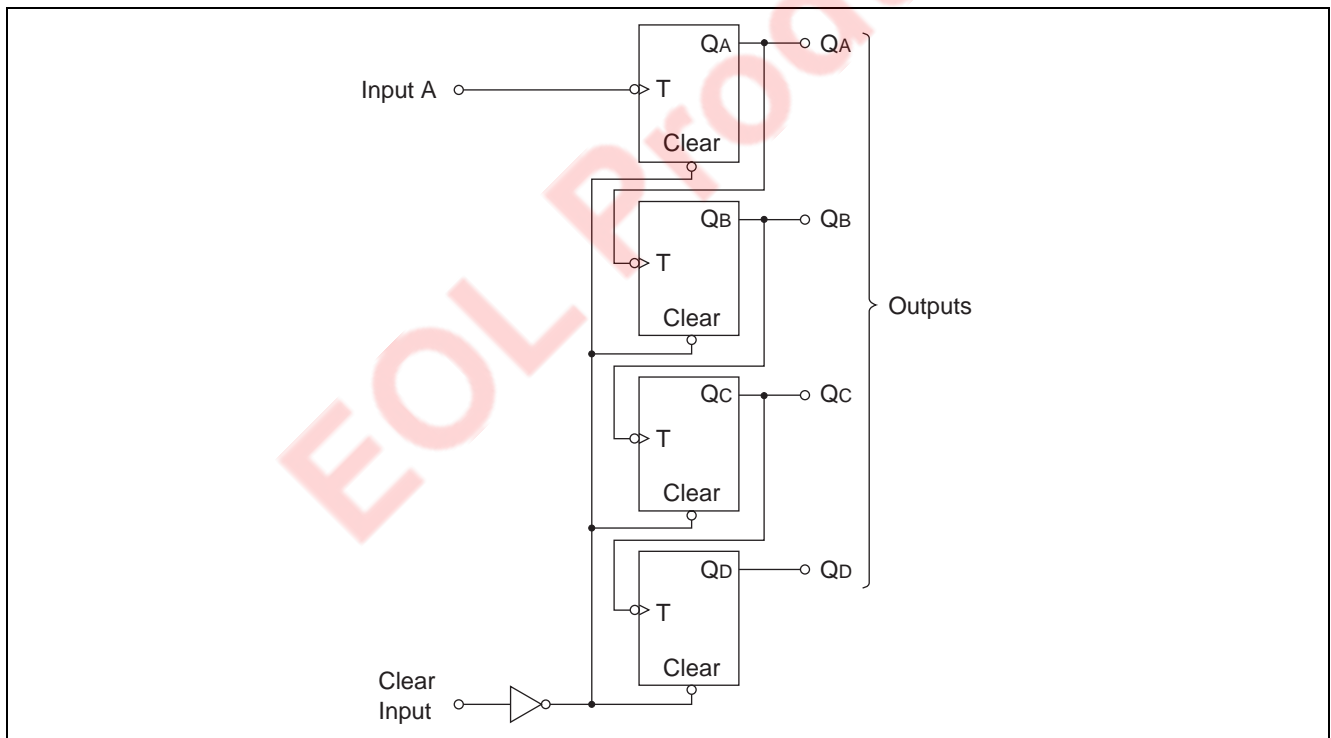 QA
QA
Input A
T
Clear
QB
QB
T
Clear
Outputs
QC
QC
T
Clear
QD
QD
T
Clear
Clear
Input
EOL Prod